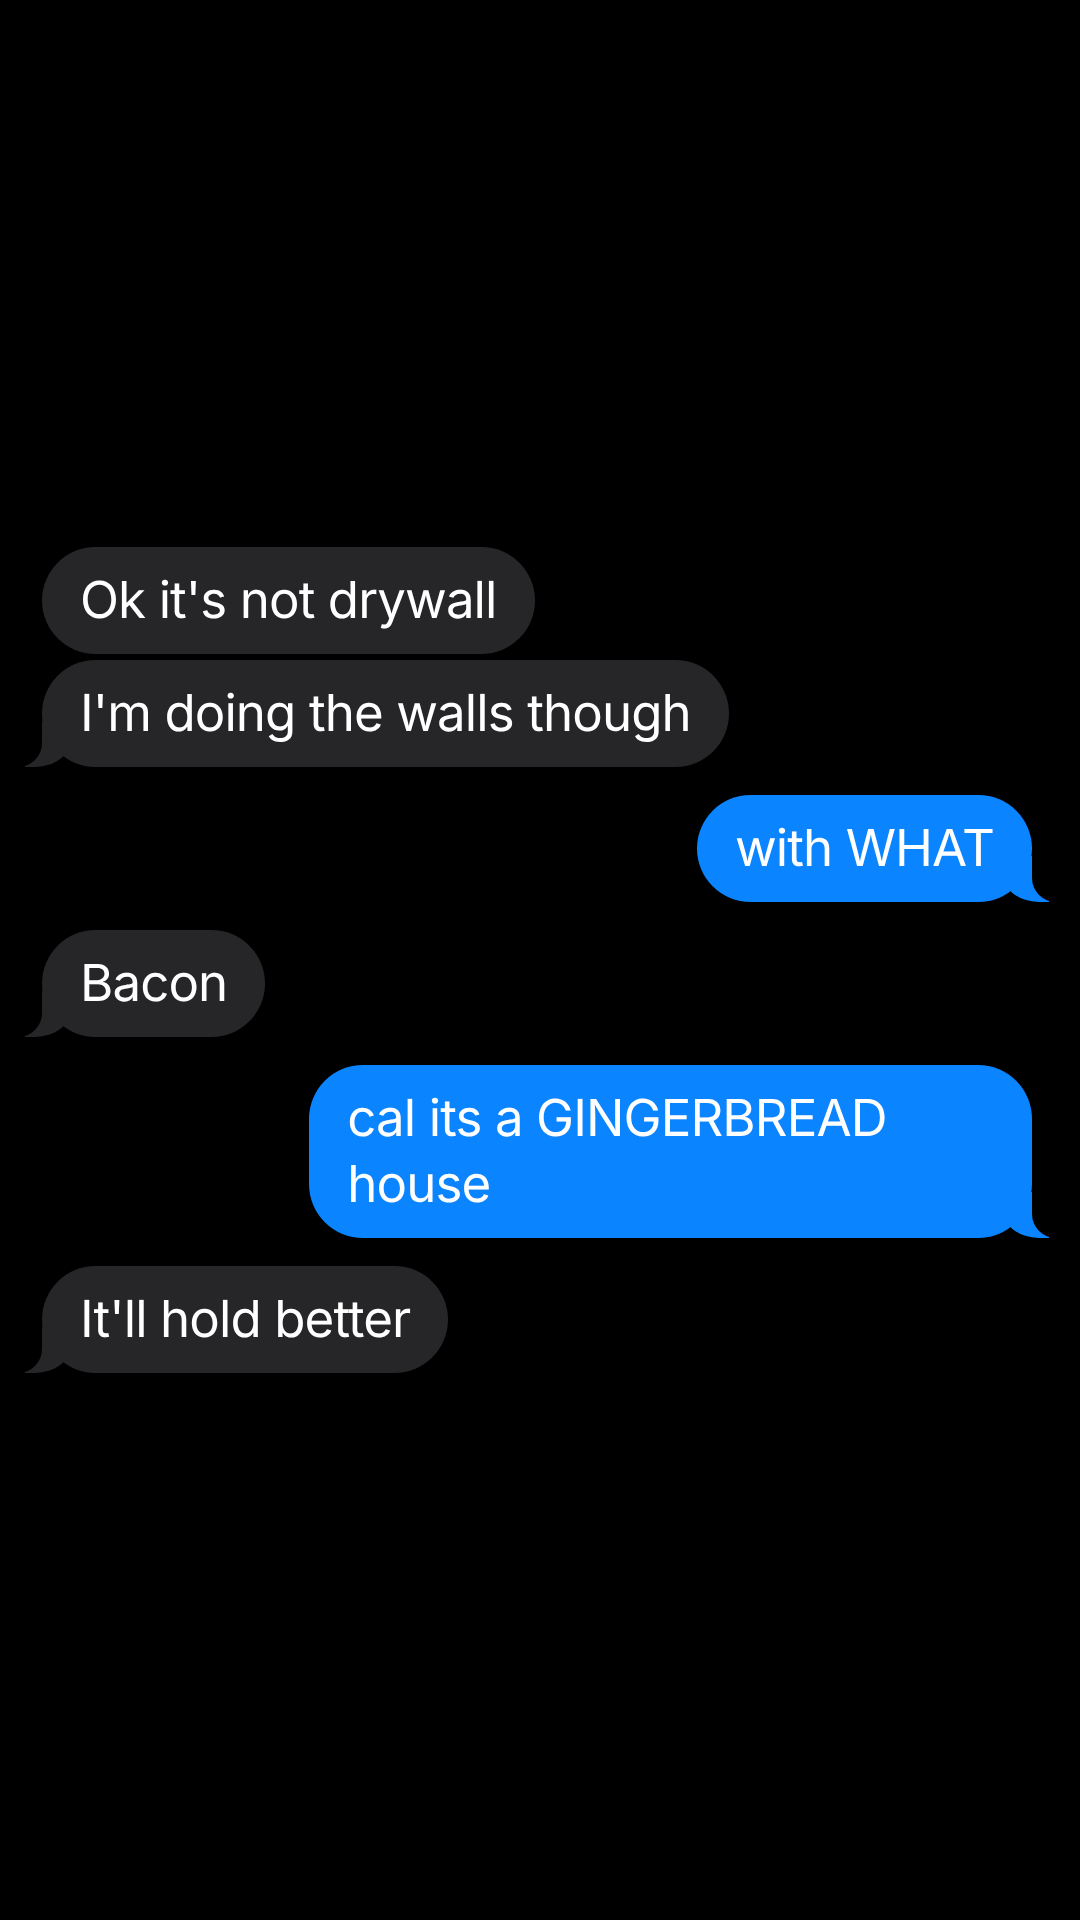 Ok it's not drywall
I'm doing the walls though
with WHAT
Bacon
cal its a GINGERBREAD
house
It'll hold better